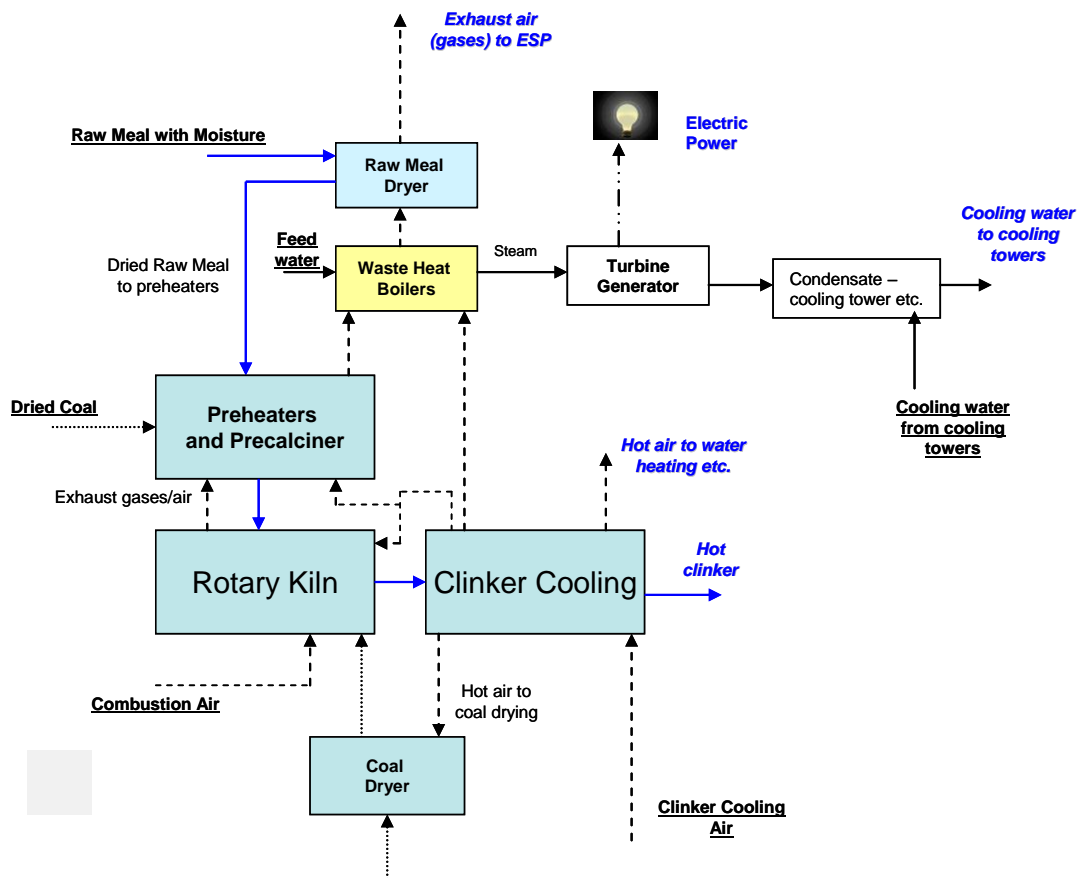 Exhaust air
(gases) to ESP
Electric
Power
Raw Meal with Moisture
Raw Meal
Dryer
Cooling water
to cooling
towers
Feed
water
Steam
Dried Raw Meal
to preheaters
Waste Heat
Boilers
Turbine
Generator
Condensate –
cooling tower etc.
Dried Coal
Preheaters
and Precalciner
Cooling water
from cooling
towers
Hot air to water
heating etc.
Exhaust gases/air
Rotary Kiln
Clinker Cooling
Hot
clinker
Combustion Air
Hot air to
coal drying
Coal
Dryer
Clinker Cooling
Air